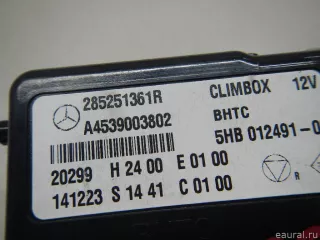 285251361R CLIMBOX 12V
A4539003802 BHTC
5HB 012491-0
20299 H 24 00 E 01 00
141223 S 14 41 C 01 00
R
eaural.ru